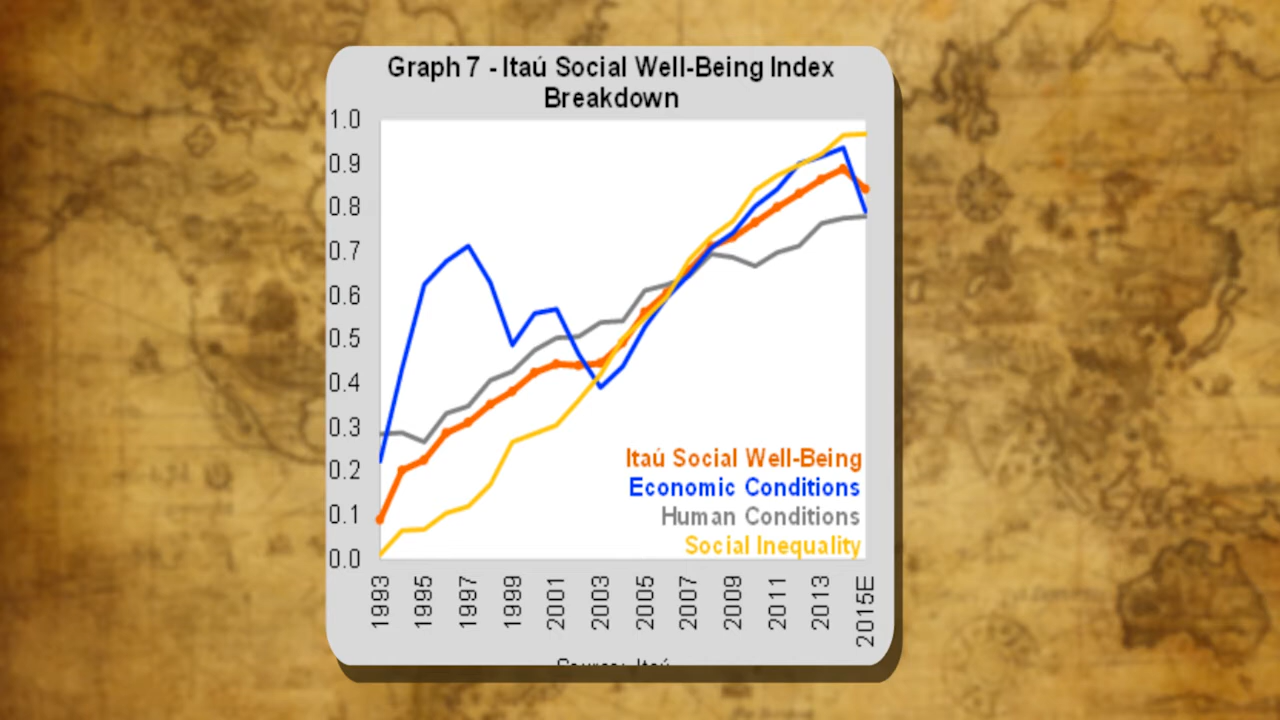 Graph 7 - Itaú Social Well-Being Index
Breakdown
1.0
0.9
0.8
0.7
0.6
0.5
0.4
0.3
0.2
0.1
0.0
Itaú Social Well-Being
Economic Conditions
Human Conditions
Social Inequality
1993
1995
1997
1999
2001
2003
2005
2007
2009
2011
2013
2015E
Source: Itaú